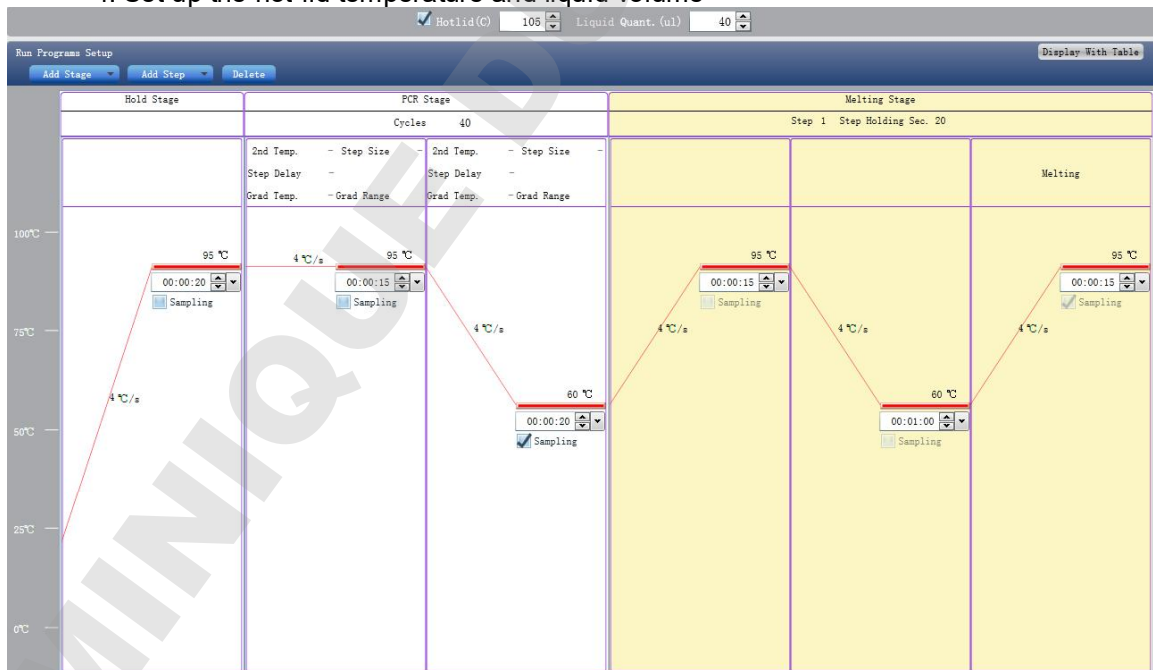 4. Set up the hot-lid temperature and liquid volume
Hotlid(C) 105 Liquid Quant.(ul) 40
Run Programs Setup
Display With Table
Add Stage Add Step Delete
Hold Stage PCR Stage Melting Stage
Cycles 40 Step 1 Step Holding Sec. 20
2nd Temp. - Step Size - 2nd Temp. - Step Size -
Step Delay - Step Delay - Melting
Grad Temp. - Grad Range Grad Temp. - Grad Range
100℃
95 ℃ 4 ℃/s 95 ℃ 95 ℃ 95 ℃
00:00:20 00:00:15 00:00:15 00:00:15
Sampling Sampling Sampling Sampling
75℃ 4 ℃/s 4 ℃/s 4 ℃/s 4 ℃/s
4 ℃/s 60 ℃ 60 ℃
50℃ 00:00:20 00:01:00
Sampling Sampling
25℃
0℃